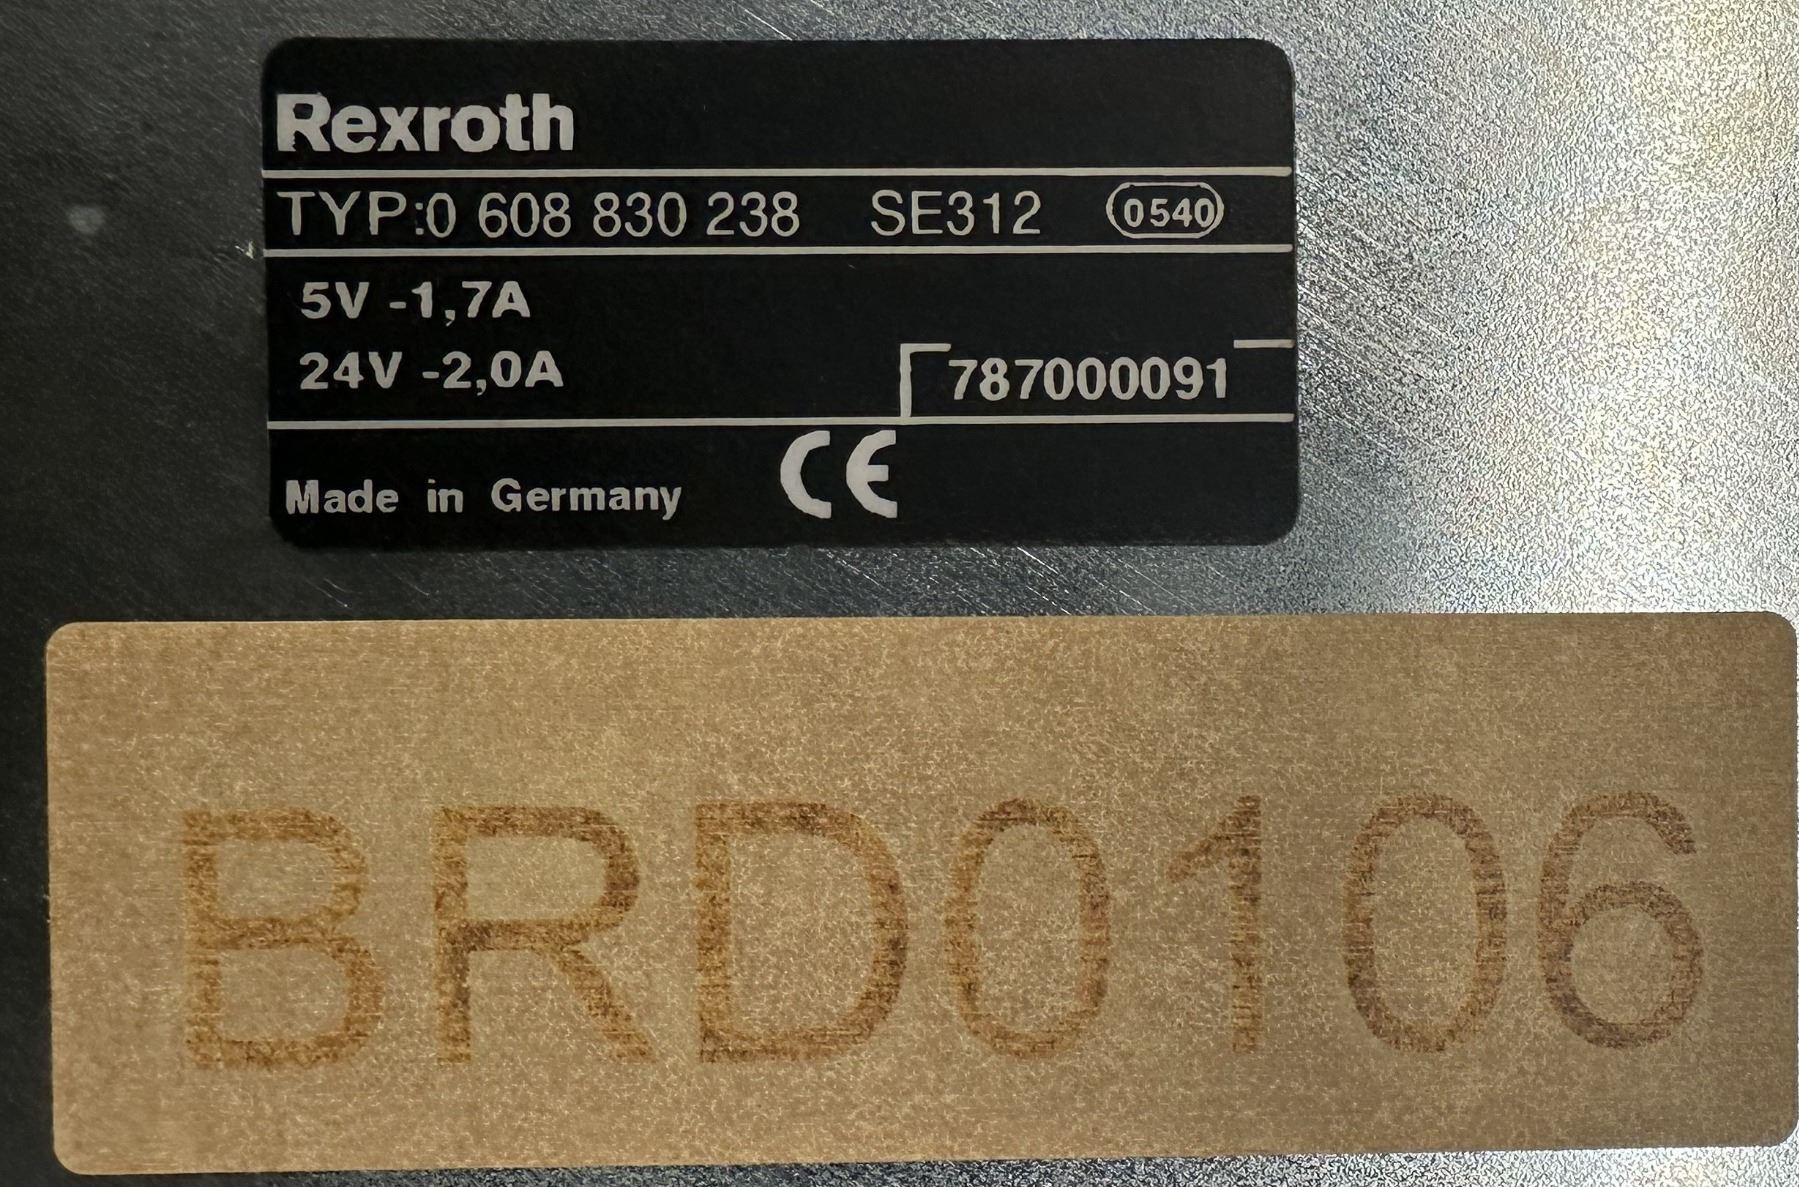 Rexroth
TYP:0 608 830 238 SE312 0540
5V -1,7A
24V -2,0A
787000091
Made in Germany CE
BRD0106